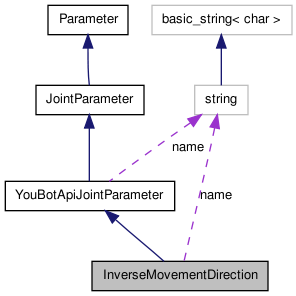 Parameter
basic_string< char >
JointParameter
string
name
YouBotApiJointParameter
name
InverseMovementDirection